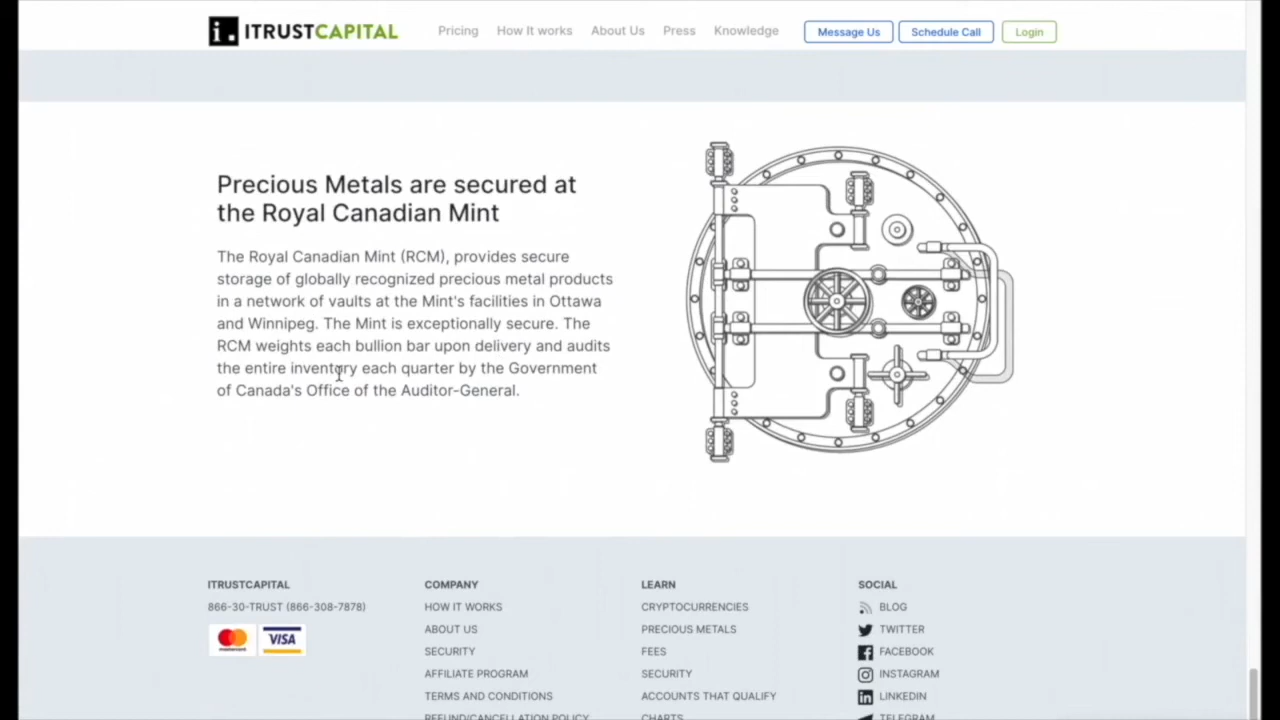 i. ITRUSTCAPITAL Pricing How It works About Us Press Knowledge Message Us Schedule Call Login
Precious Metals are secured at
the Royal Canadian Mint
The Royal Canadian Mint (RCM), provides secure
storage of globally recognized precious metal products
in a network of vaults at the Mint's facilities in Ottawa
and Winnipeg. The Mint is exceptionally secure. The
RCM weights each bullion bar upon delivery and audits
the entire inventory each quarter by the Government
of Canada's Office of the Auditor-General.
ITRUSTCAPITAL
866-30-TRUST (866-308-7878)
mastercard VISA
COMPANY
HOW IT WORKS
ABOUT US
SECURITY
AFFILIATE PROGRAM
TERMS AND CONDITIONS
REFUND/CANCELLATION POLICY
LEARN
CRYPTOCURRENCIES
PRECIOUS METALS
FEES
SECURITY
ACCOUNTS THAT QUALIFY
CHARTS
SOCIAL
BLOG
TWITTER
FACEBOOK
INSTAGRAM
LINKEDIN
TELEGRAM